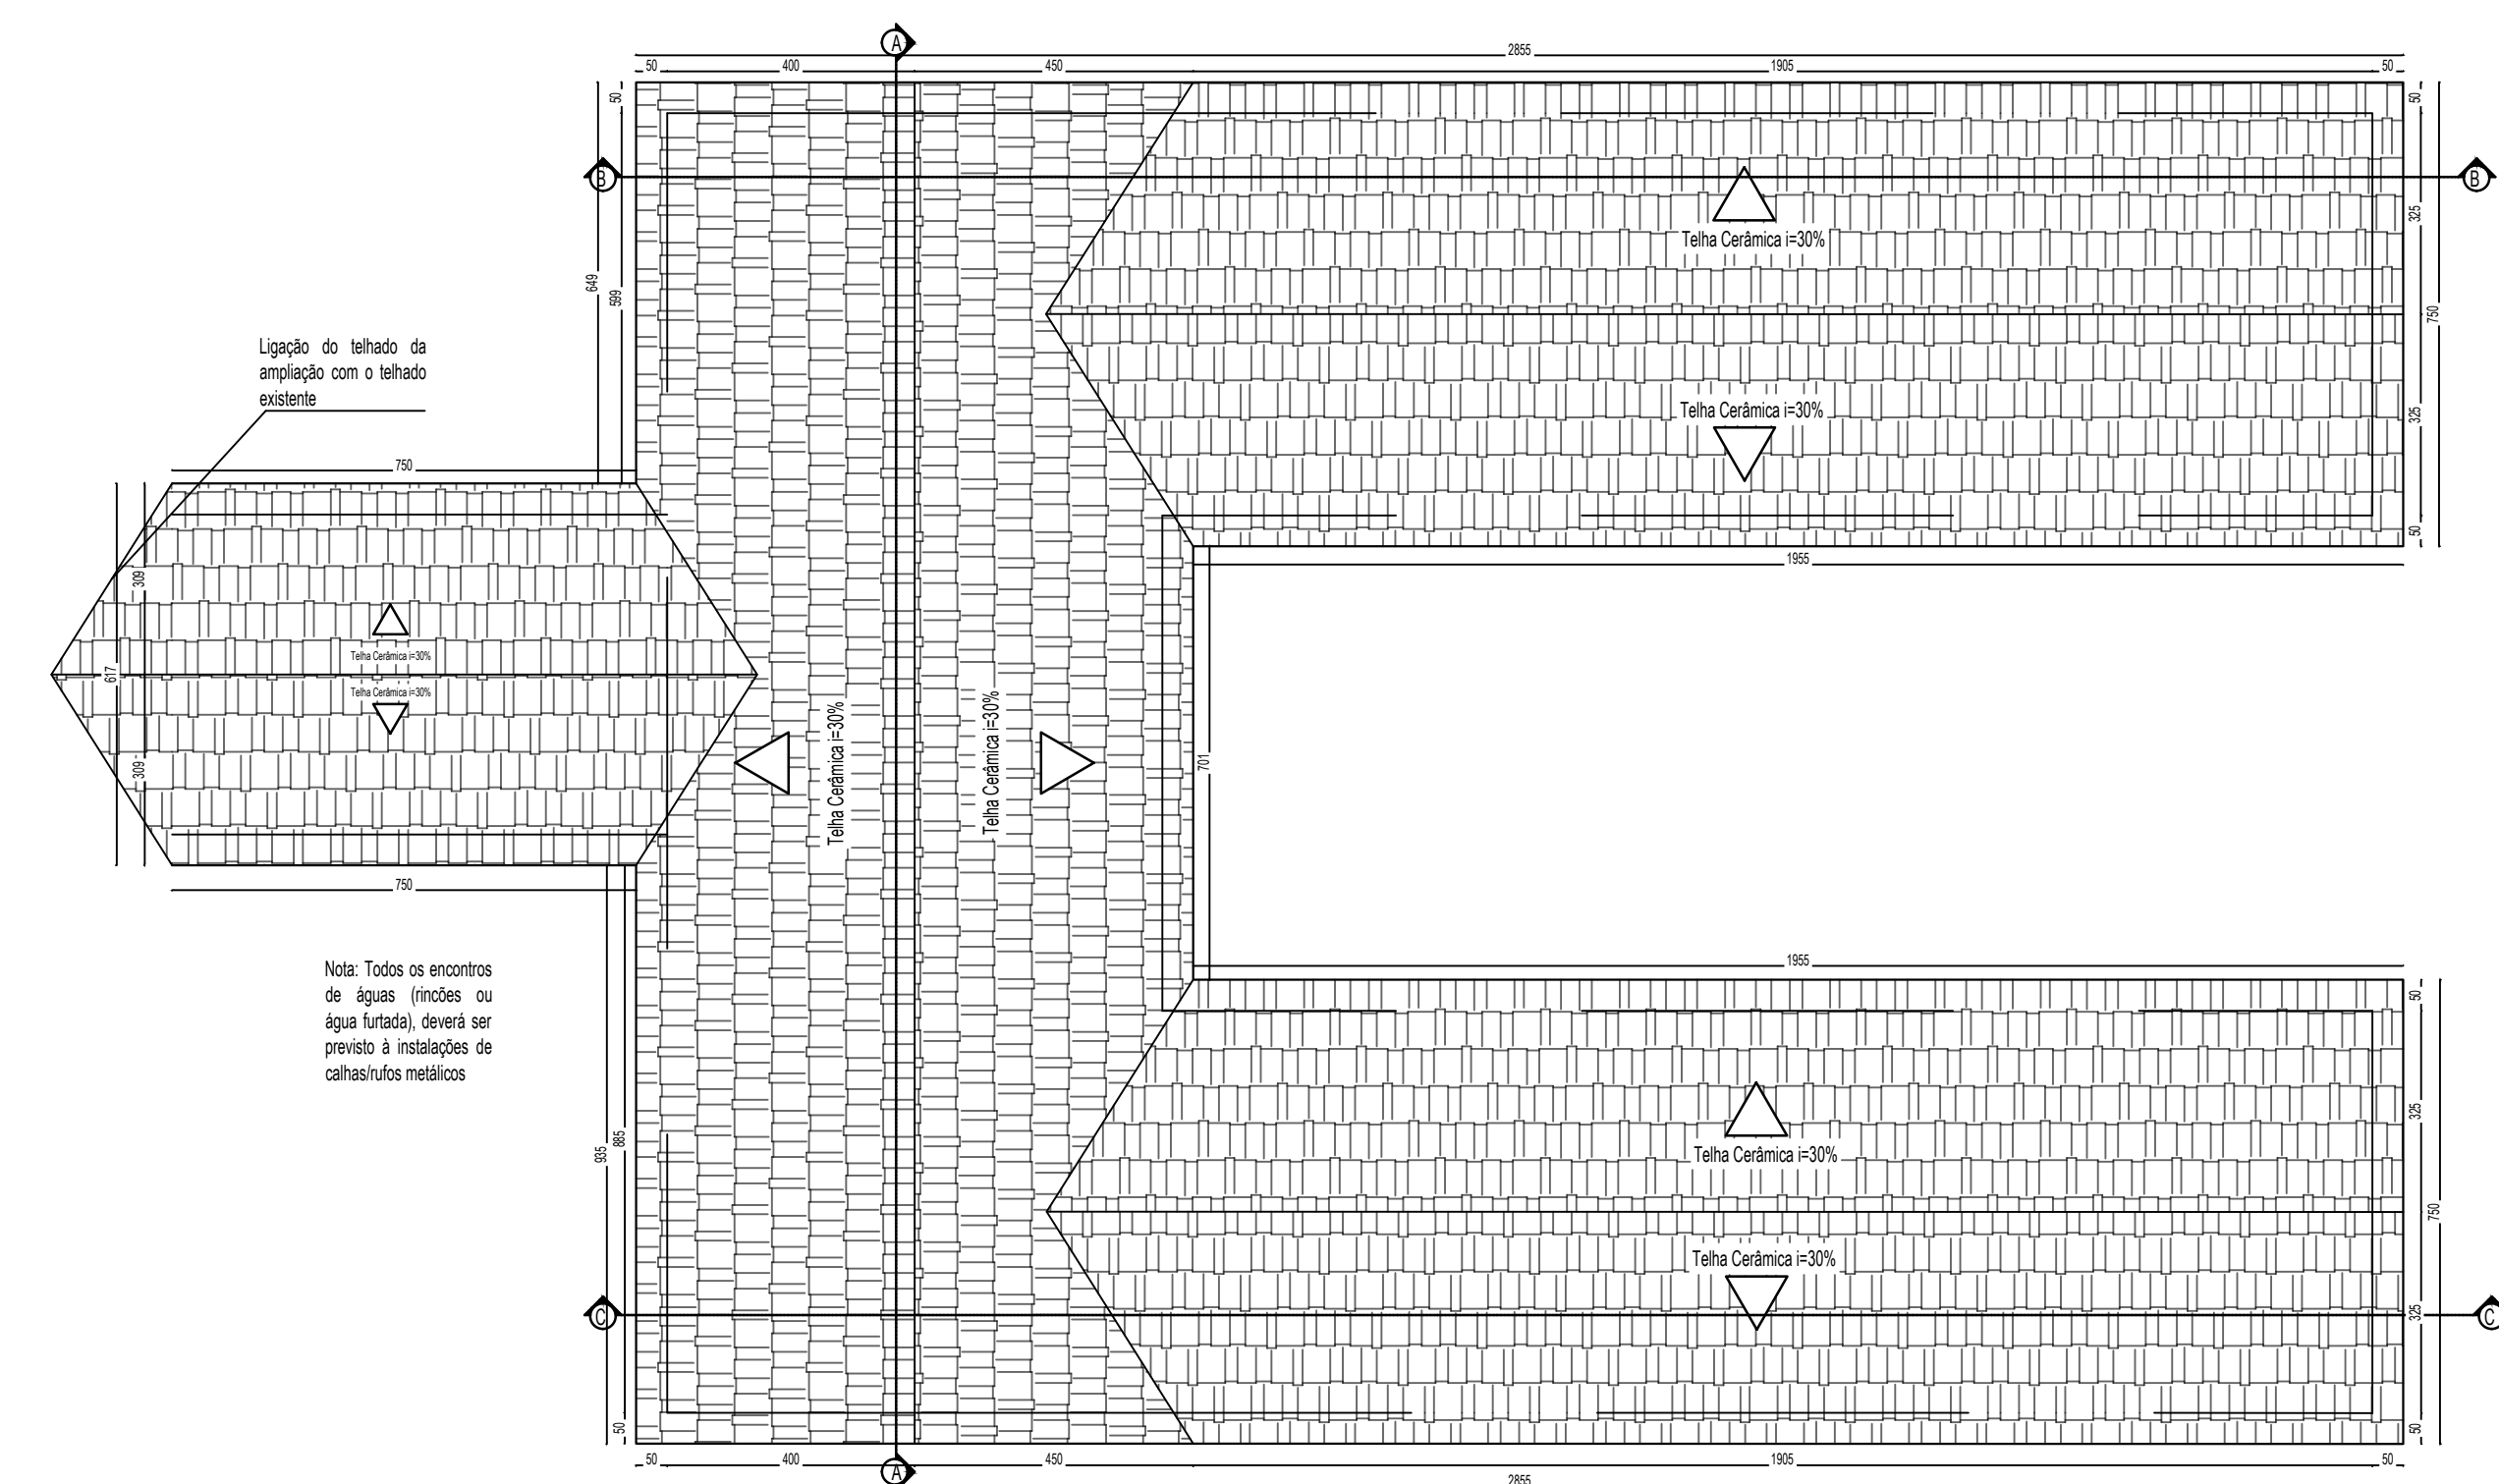 A
2855
50
400
450
1905
50
50
50
B
B
649
599
325
Telha Cerâmica i=30%
750
Ligação do telhado da
ampliação com o telhado
existente
Telha Cerâmica i=30%
325
750
50
1955
309
617
Telha Cerâmica i=30%
Telha Cerâmica i=30%
309
Telha Cerâmica i=30%
Telha Cerâmica i=30%
701
750
Nota: Todos os encontros
de águas (rincões ou
água furtada), deverá ser
previsto à instalações de
calhas/rufos metálicos
1955
50
935
885
325
Telha Cerâmica i=30%
750
Telha Cerâmica i=30%
325
C
C
50
50
50
400
A
450
1905
50
2855